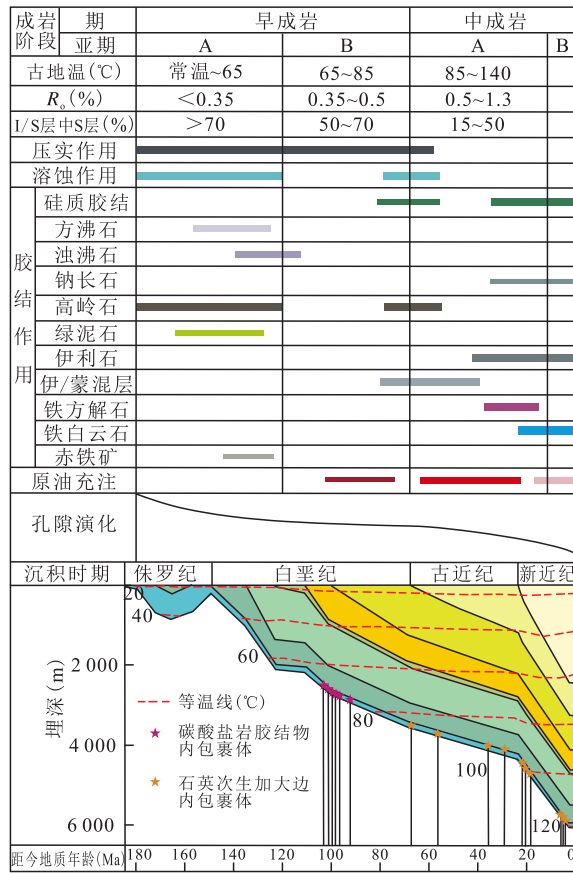 成岩阶段 期 早成岩 中成岩
亚期 A B A B
古地温(℃) 常温~65 65~85 85~140
Ro(%) <0.35 0.35~0.5 0.5~1.3
I/S层中S层(%) >70 50~70 15~50
压实作用
溶蚀作用
胶结作用
硅质胶结
方沸石
浊沸石
钠长石
高岭石
绿泥石
伊利石
伊/蒙混层
铁方解石
铁白云石
赤铁矿
原油充注
孔隙演化
沉积时期 侏罗纪 白垩纪 古近纪 新近纪
20
40
60
80
100
120
埋深(m)
2 000
4 000
6 000
等温线(℃)
碳酸盐岩胶结物
内包裹体
石英次生加大边
内包裹体
距今地质年龄(Ma) 180 160 140 120 100 80 60 40 20 0